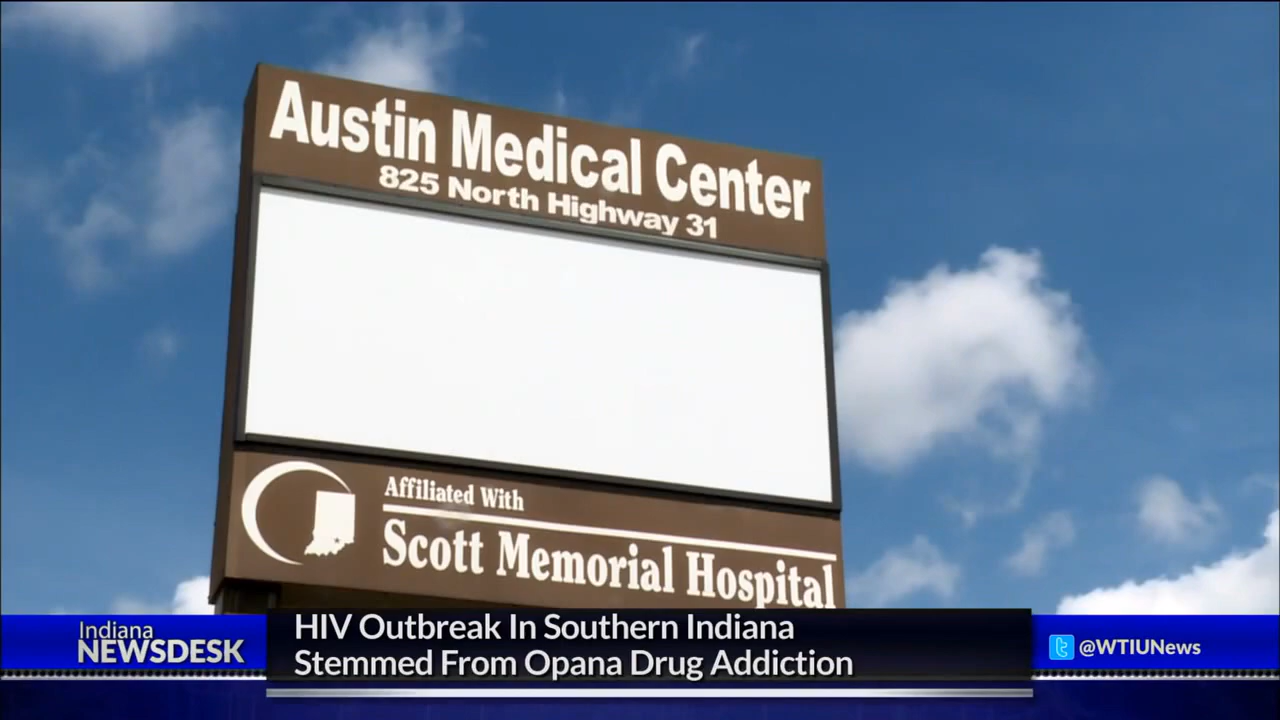 Austin Medical Center
825 North Highway 31
Affiliated With
Scott Memorial Hospital
Indiana
NEWSDESK
HIV Outbreak In Southern Indiana
Stemmed From Opana Drug Addiction
@WTIUNews